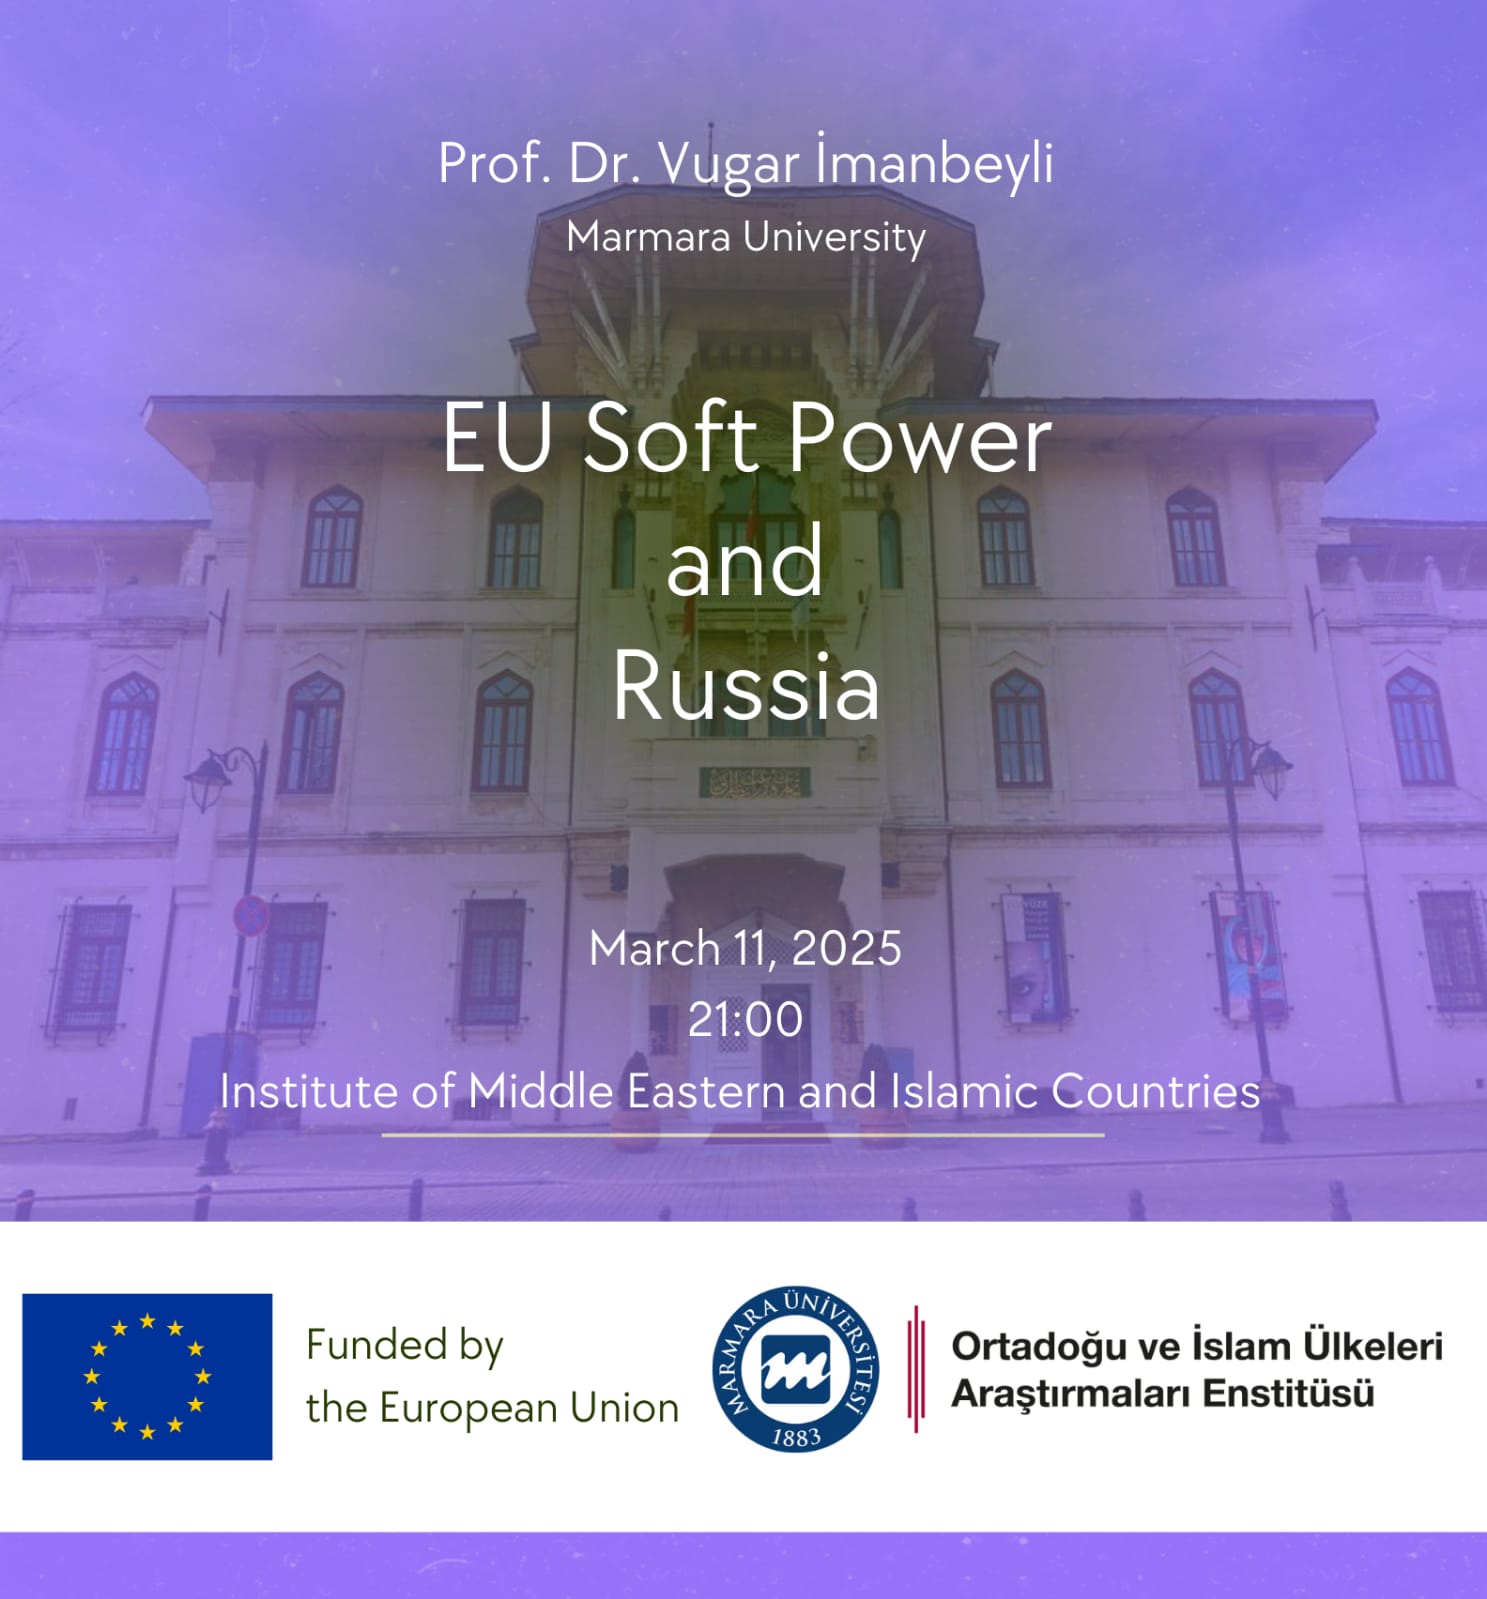 Prof. Dr. Vugar İmanbeyli
Marmara University
EU Soft Power
and
Russia
March 11, 2025
21:00
Institute of Middle Eastern and Islamic Countries
Funded by
the European Union
MARMARA ÜNİVERSİTESİ
1883
Ortadoğu ve İslam Ülkeleri
Araştırmaları Enstitüsü